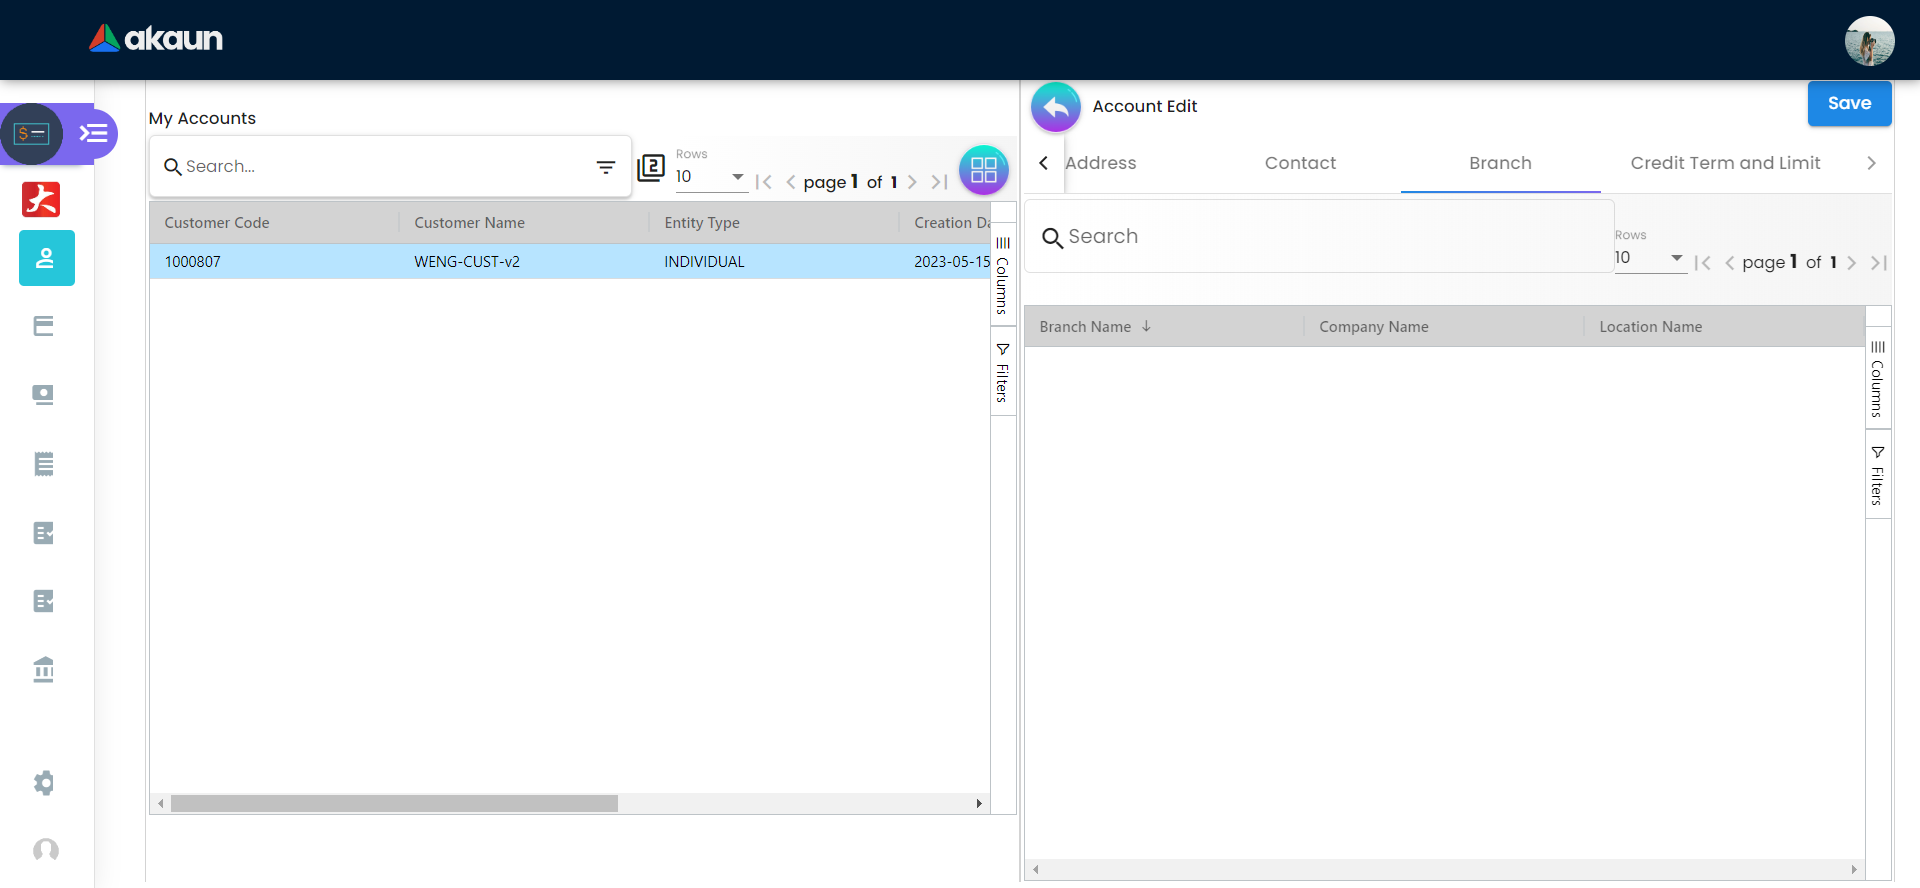 akaun
My Accounts
Search...
2
Rows
10
page 1 of 1
Customer Code
Customer Name
Entity Type
Creation Da
1000807
WENG-CUST-v2
INDIVIDUAL
2023-05-15
Columns
Filters
Account Edit
Save
Address
Contact
Branch
Credit Term and Limit
Search
Rows
10
page 1 of 1
Branch Name
Company Name
Location Name
Columns
Filters